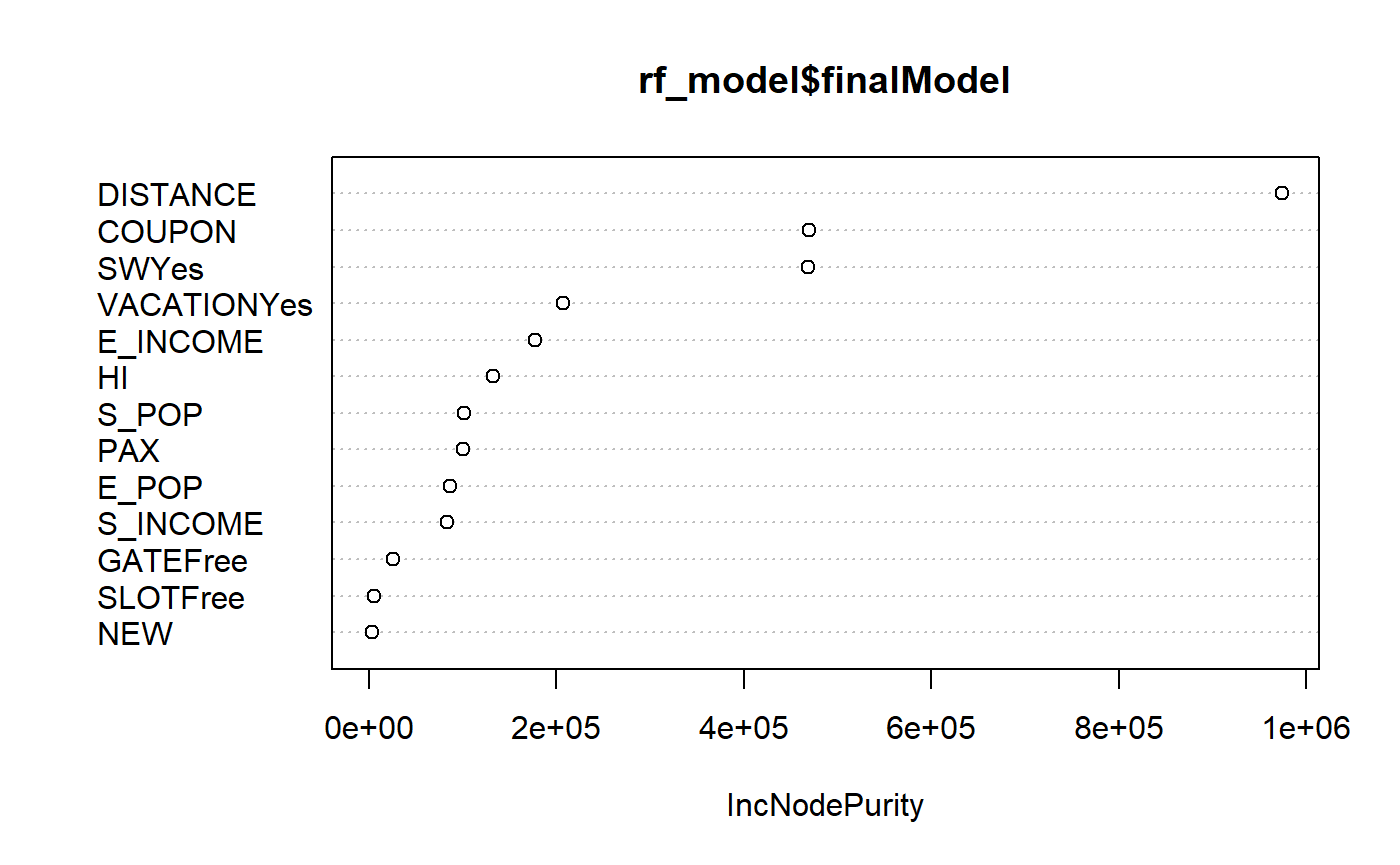 rf_model$finalModel
DISTANCE
COUPON
SWYes
VACATIONYes
E_INCOME
HI
S_POP
PAX
E_POP
S_INCOME
GATEFree
SLOTFree
NEW
0e+00 2e+05 4e+05 6e+05 8e+05 1e+06
IncNodePurity